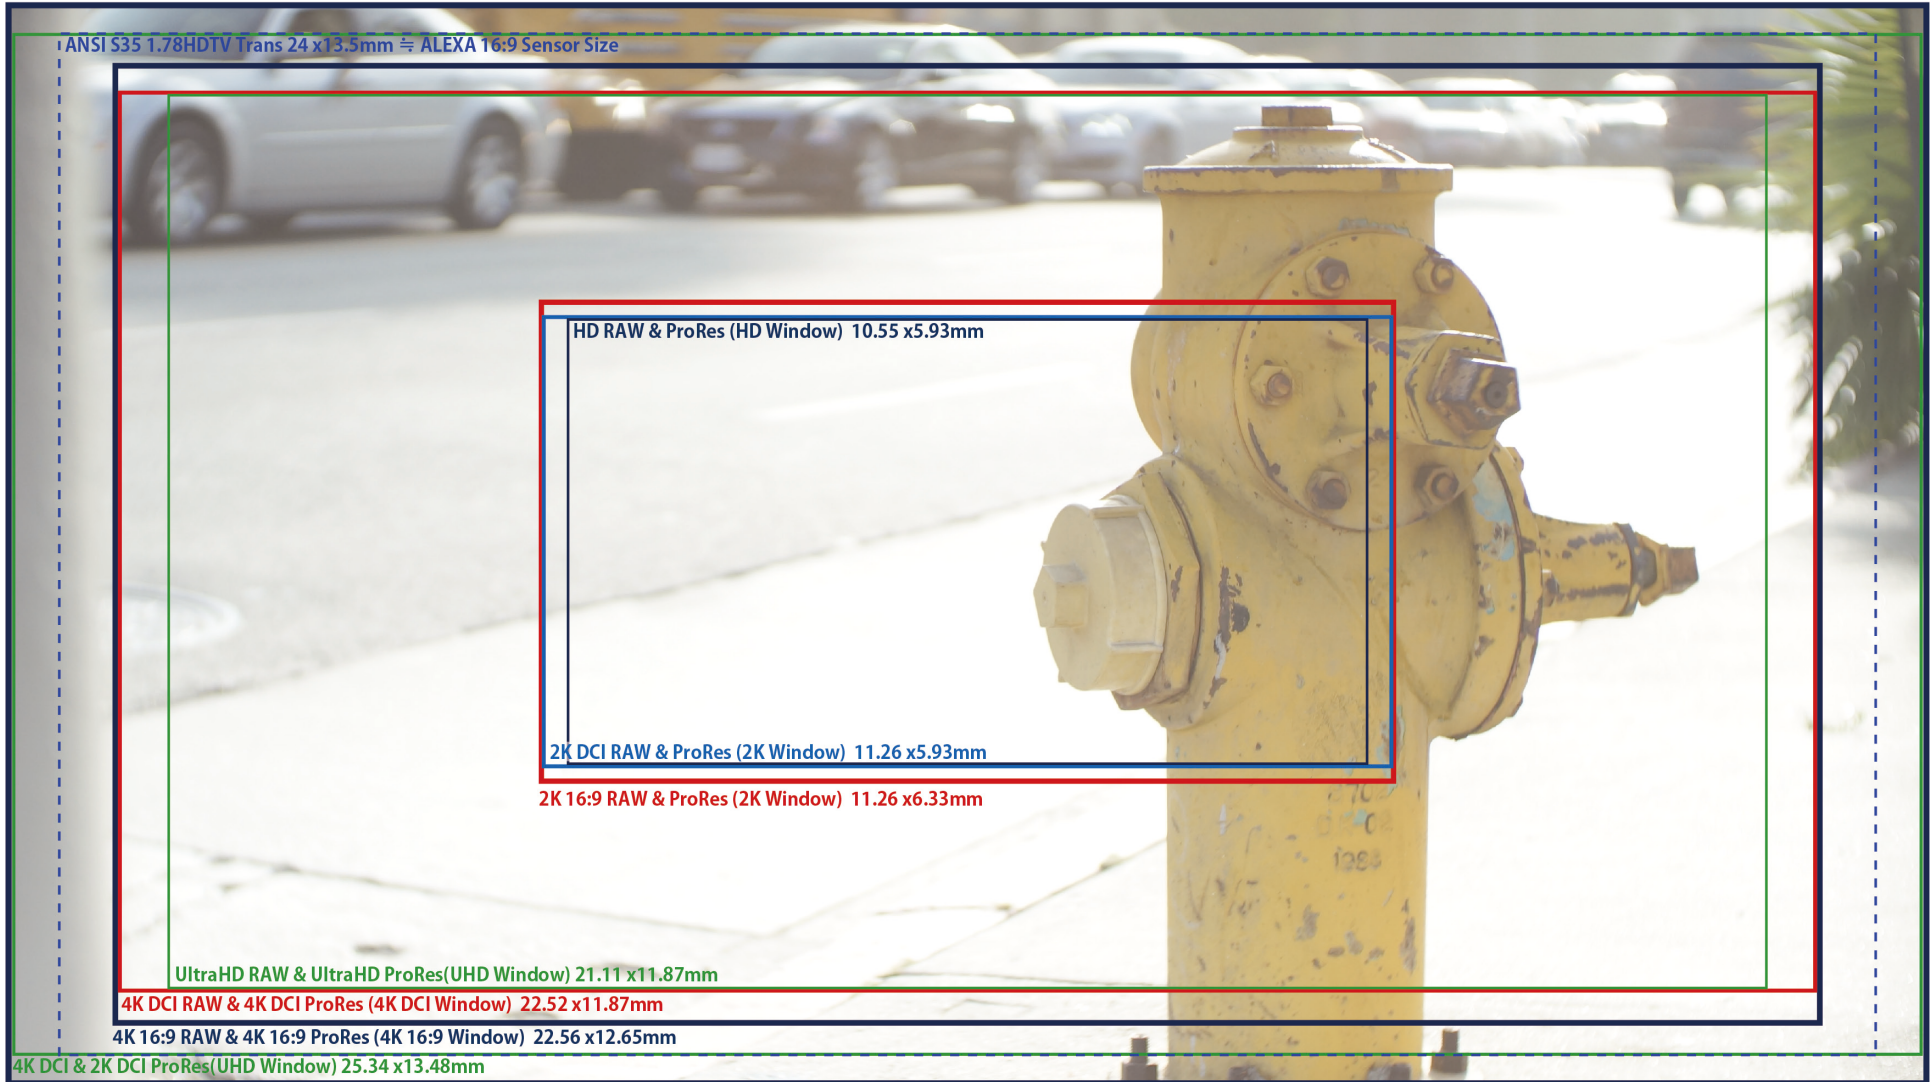 ANSI S35 1.78HDTV Trans 24 x13.5mm ≒ ALEXA 16:9 Sensor Size
HD RAW & ProRes (HD Window) 10.55 x5.93mm
2K DCI RAW & ProRes (2K Window) 11.26 x5.93mm
2K 16:9 RAW & ProRes (2K Window) 11.26 x6.33mm
1286
UltraHD RAW & UltraHD ProRes(UHD Window) 21.11 x11.87mm
4K DCI RAW & 4K DCI ProRes (4K DCI Window) 22.52 x11.87mm
4K 16:9 RAW & 4K 16:9 ProRes (4K 16:9 Window) 22.56 x12.65mm
4K DCI & 2K DCI ProRes(UHD Window) 25.34 x13.48mm